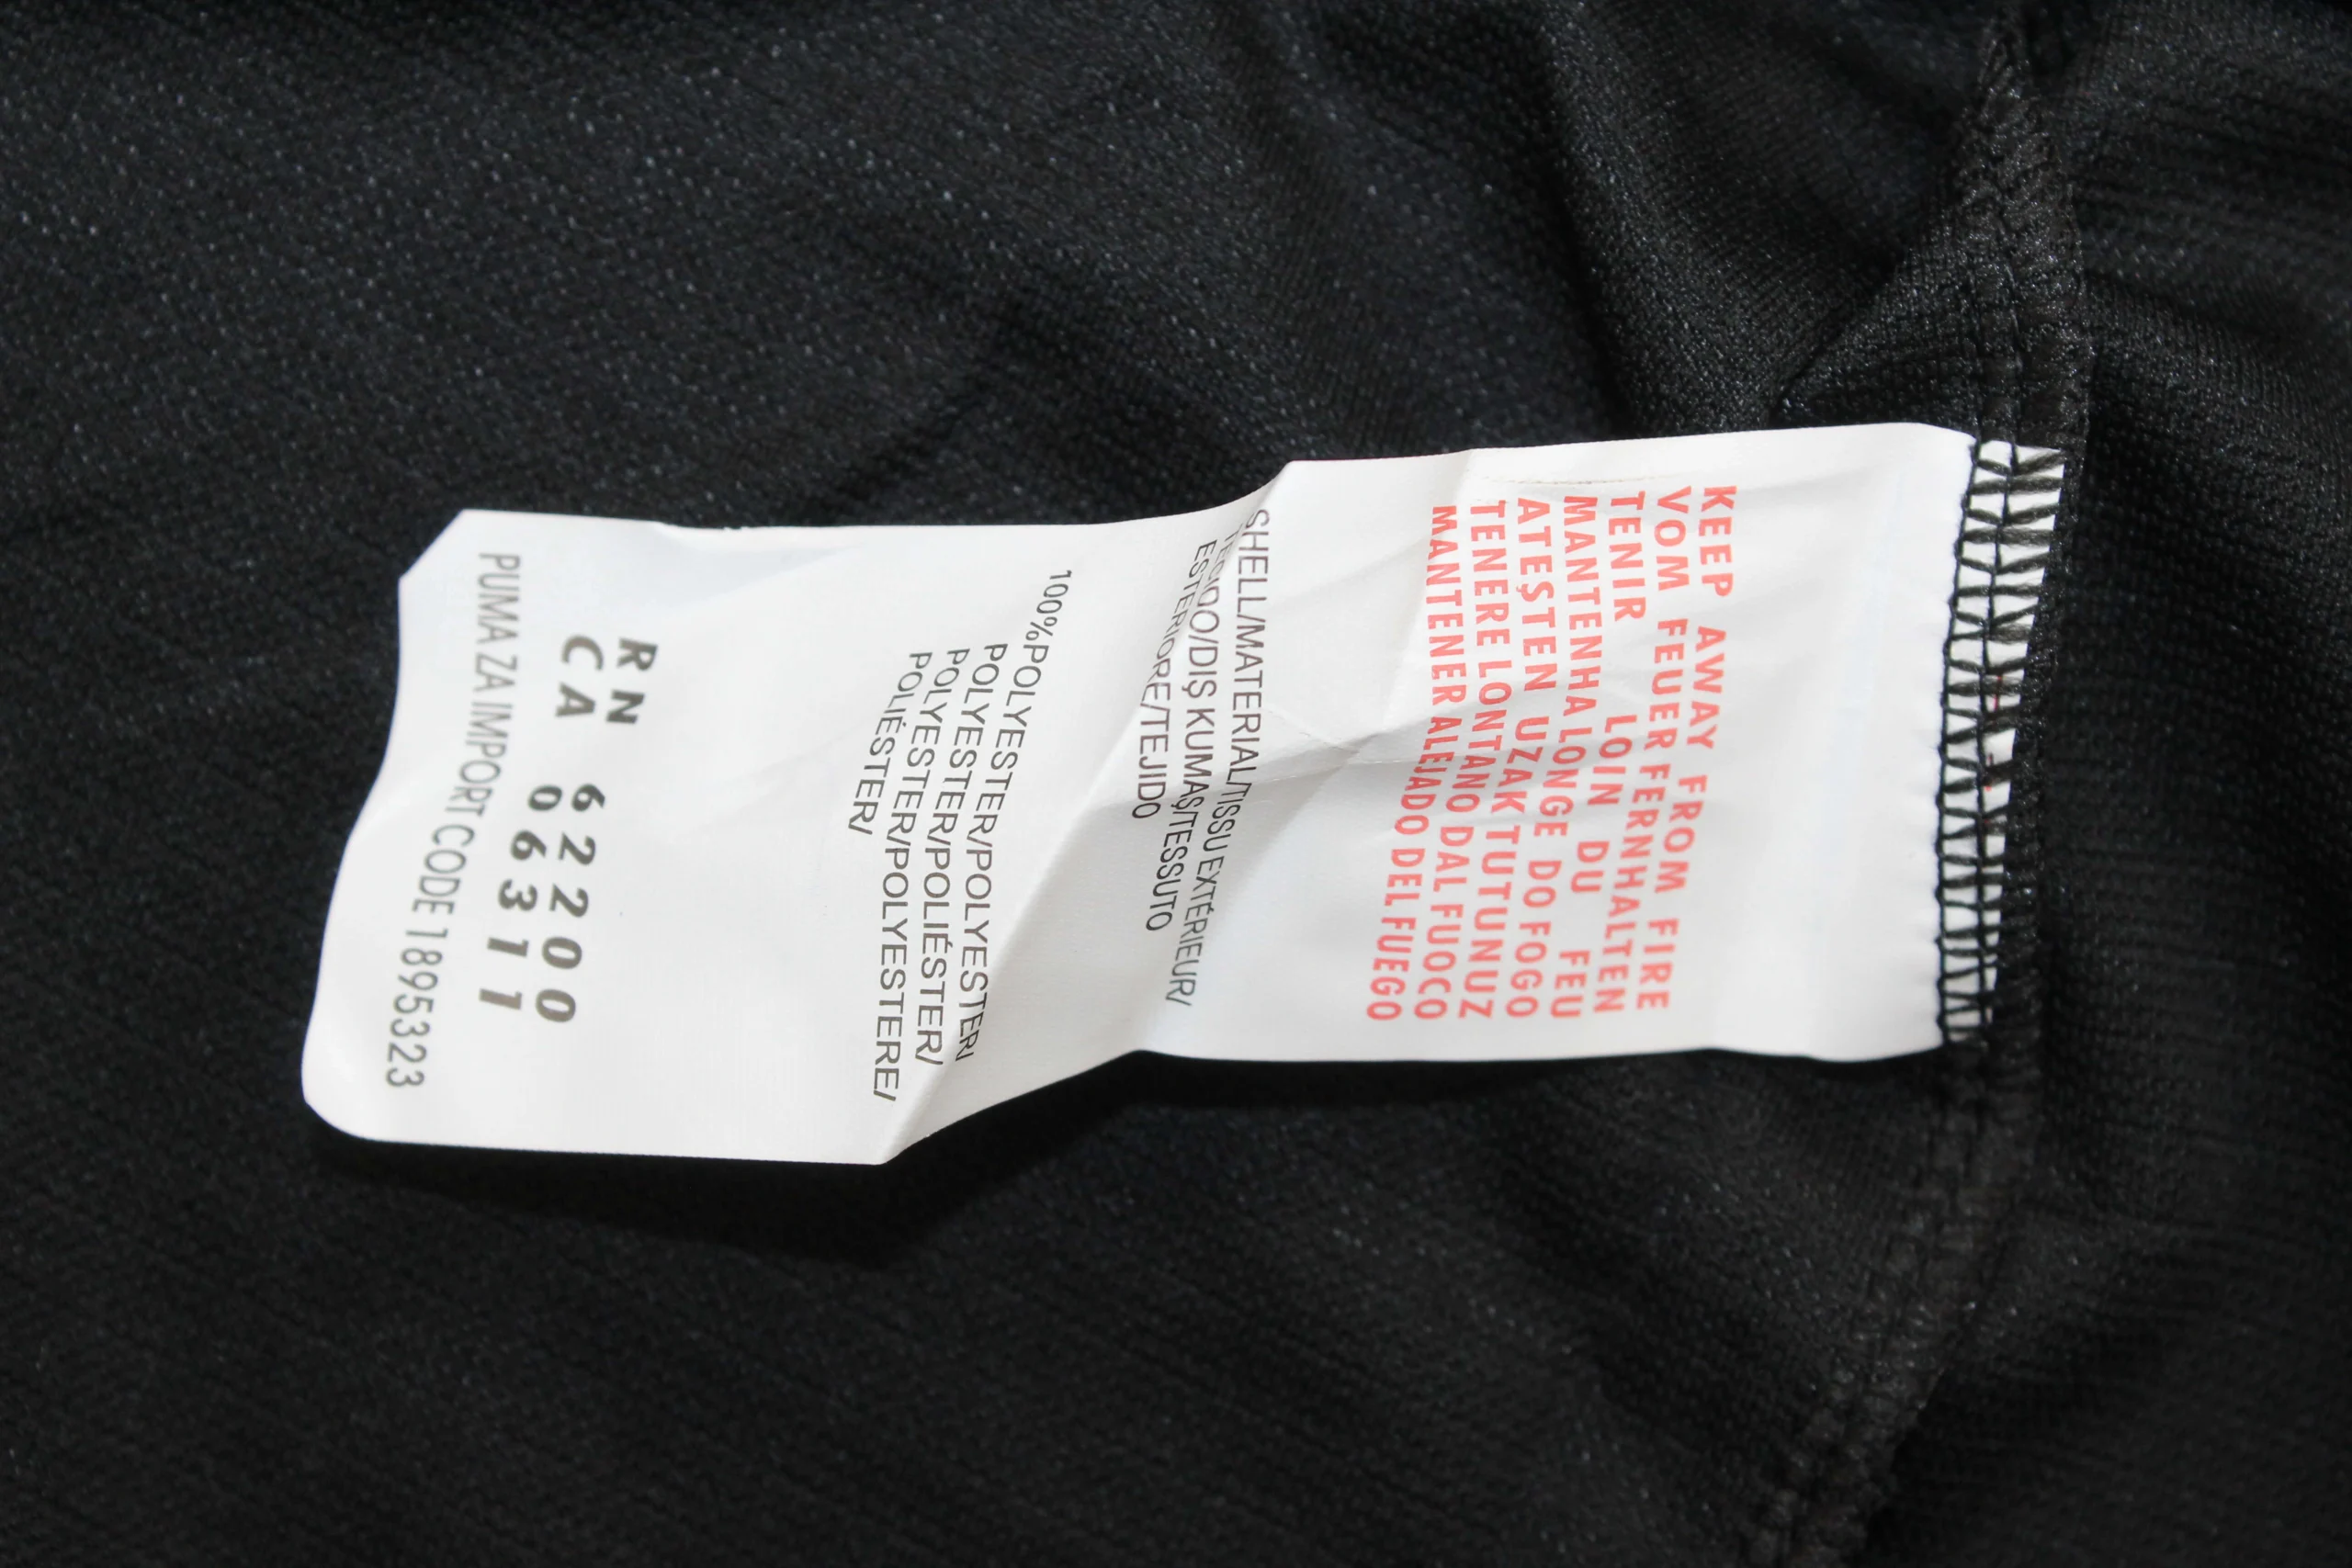 KEEP AWAY FROM FIRE
VOM FEUER FERNHALTEN
TENIR LOIN DU FEU
MANTENHA LONGE DO FOGO
ATEŞTEN UZAK TUTUNUZ
TENERE LONTANO DAL FUOCO
MANTENER ALEJADO DEL FUEGO
SHELL/MATERIAL/TISSU EXTÉRIEUR/
TECIDO/DIŞ KUMAŞ/TESSUTO
ESTERIORE/TEJIDO
100%POLYESTER/POLYESTER/
POLYESTER/POLIÉSTER/
POLYESTER/POLYESTERE/
POLIÉSTER/
RN 62200
CA 06311
PUMA ZA IMPORT CODE 1895323